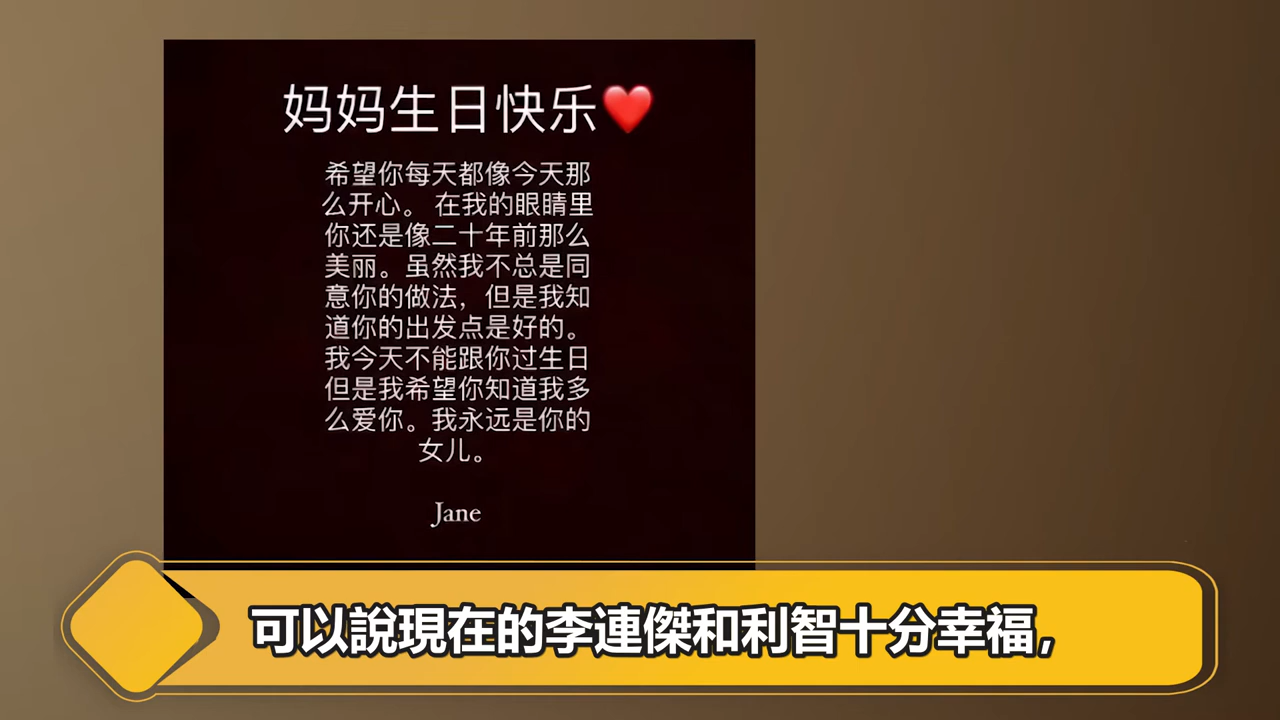 妈妈生日快乐❤️
希望你每天都像今天那
么开心。 在我的眼睛里
你还是像二十年前那么
美丽。虽然我不总是同
意你的做法，但是我知
道你的出发点是好的。
我今天不能跟你过生日
但是我希望你知道我多
么爱你。我永远是你的
女儿。
Jane
可以說現在的李連傑和利智十分幸福，